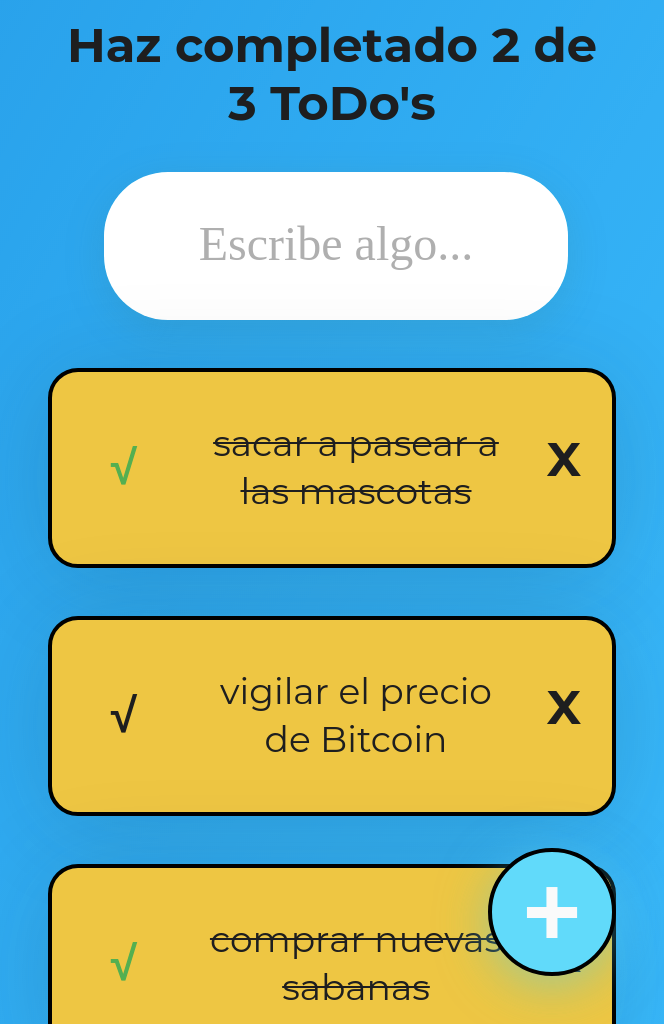 Haz completado 2 de
3 ToDo's
Escribe algo...
√ sacar a pasear a X
las mascotas
√ vigilar el precio X
de Bitcoin
√ comprar nuevas
sabanas
+